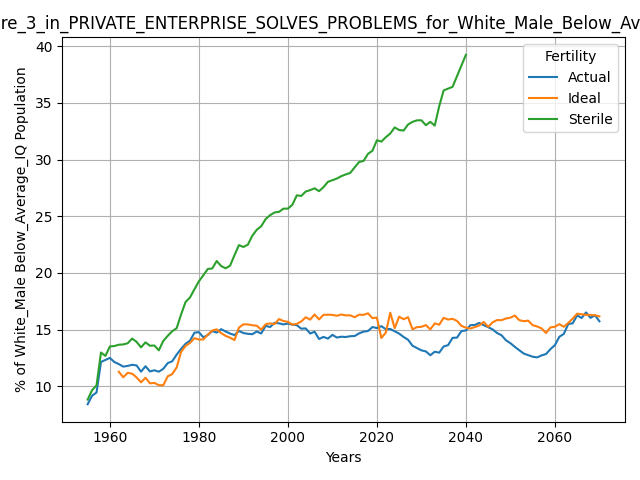 re_3_in_PRIVATE_ENTERPRISE_SOLVES_PROBLEMS_for_White_Male_Below_Av
% of White_Male Below_Average_IQ Population
40
35
30
25
20
15
10
Fertility
Actual
Ideal
Sterile
1960
1980
2000
2020
2040
2060
Years